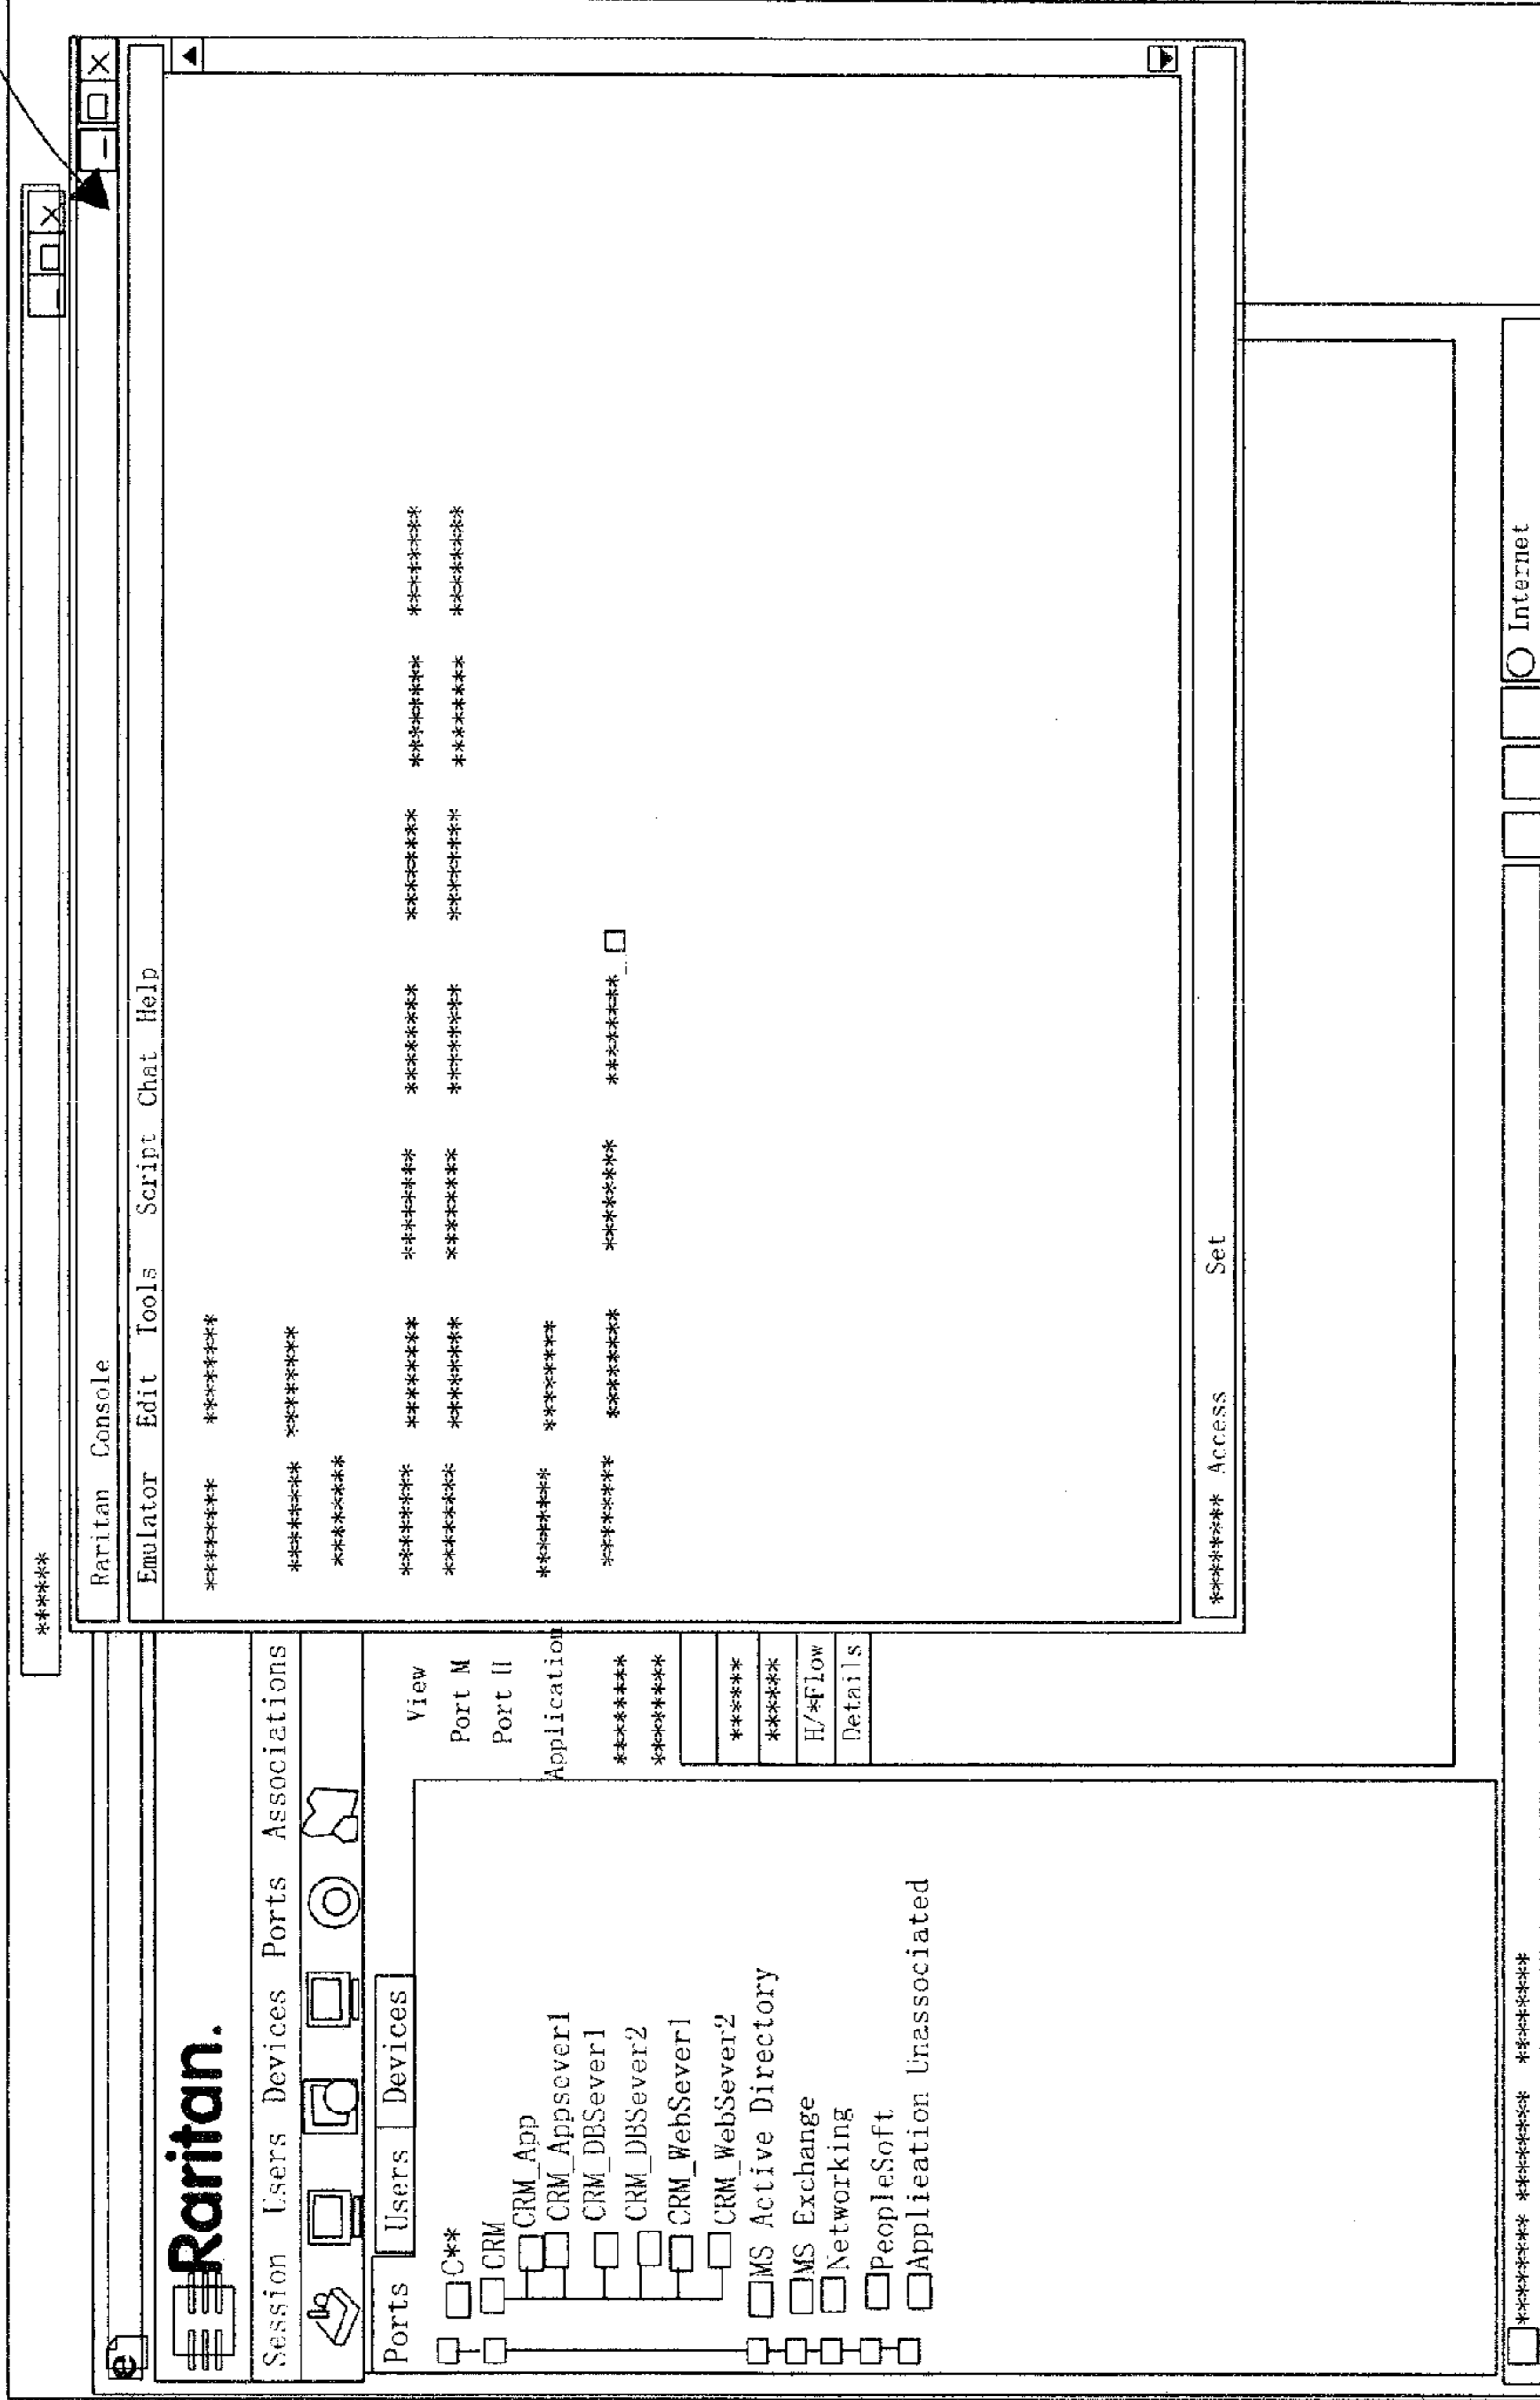 ******
Raritan Console
Emulator Edit Tools Script Chat Help
******** ********
******** ********
********
******** ******** ******** ******** ******** ******** ********
******** ******** ******** ******** ******** ******** ********
******** ********
******** ******** ******** ********
******* Access Set
Raritan.
Session Users Devices Ports Associations
Ports Users Devices
C**
CRM
CRM_App
CRM_Appsever1
CRM_DBSever1
CRM_DBSever2
CRM_WebSever1
CRM_WebSever2
MS Active Directory
MS Exchange
Networking
PeopleSoft
Applieation Unassociated
View
Port M
Port
Application
********
********
******
******
H/*Flow
Details
******** ******** ********
Internet